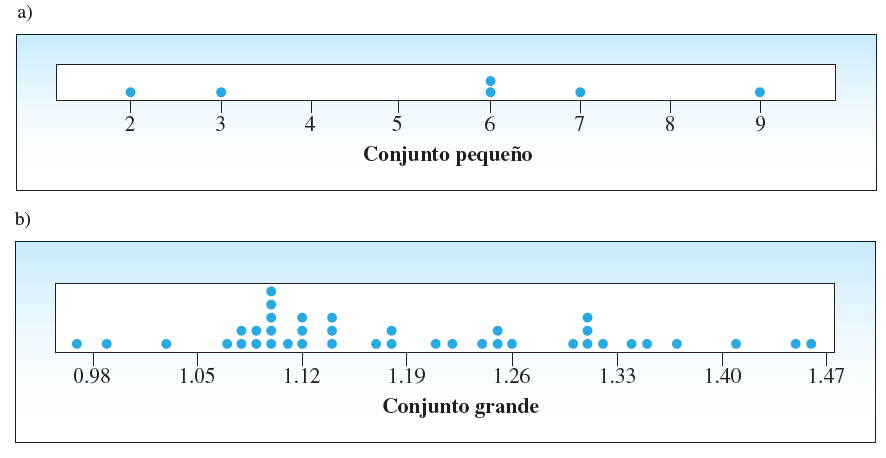 a)
2 3 4 5 6 7 8 9
Conjunto pequeño
b)
0.98 1.05 1.12 1.19 1.26 1.33 1.40 1.47
Conjunto grande